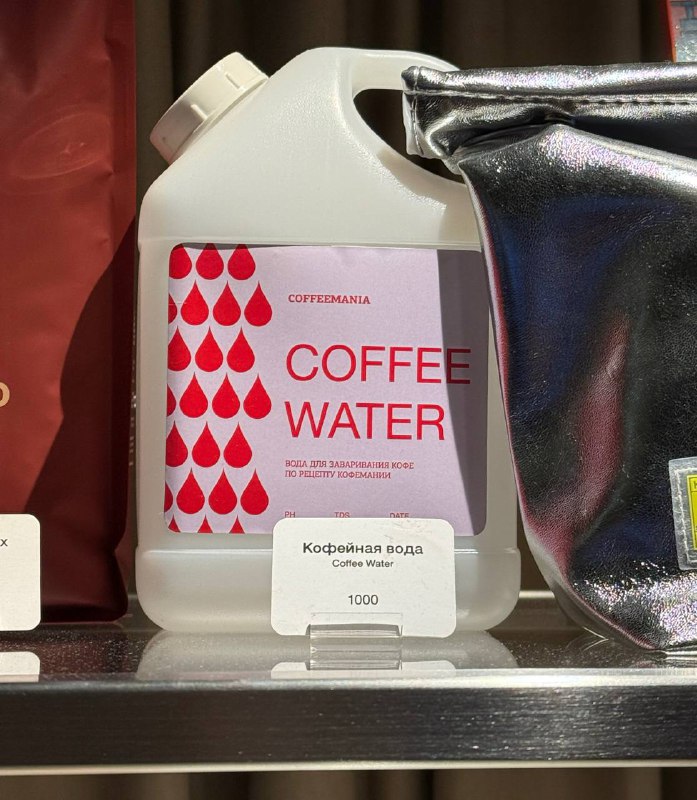 COFFEEMANIA
COFFEE
WATER
ВОДА ДЛЯ ЗАВАРИВАНИЯ КОФЕ
ПО РЕЦЕПТУ КОФЕМАНИИ
PH TDS DATE
Кофейная вода
Coffee Water
1000